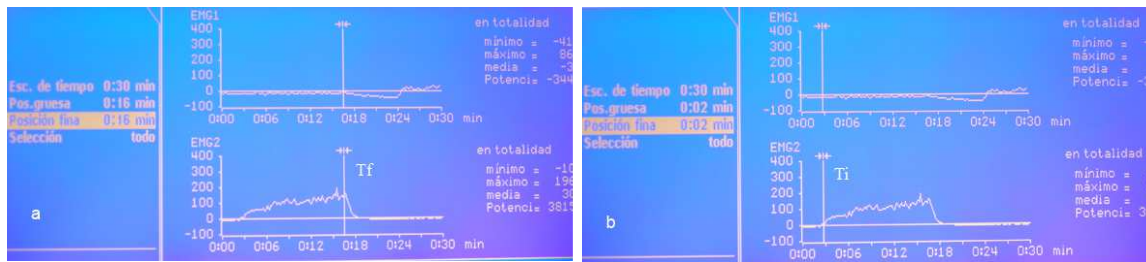 Esc. de tiempo 0:30 min
Pos.gruesa 0:16 min
Posición fina 0:16 min
Selección todo
a
EMG1
400
300
200
100
0
-100
0:00 0:06 0:12 0:18 0:24 0:30 min
en totalidad
mínimo = -41
máximo = 86
media = -3
Potenci= -344
EMG2
400
300
200
100
0
-100
Tf
0:00 0:06 0:12 0:18 0:24 0:30 min
en totalidad
mínimo = -10
máximo = 196
media = 30
Potenci= 3815
Esc. de tiempo 0:30 min
Pos.gruesa 0:02 min
Posición fina 0:02 min
Selección todo
b
EMG1
400
300
200
100
0
-100
0:00 0:06 0:12 0:18 0:24 0:30 min
en totalidad
mínimo = -
máximo =
media =
Potenci=
EMG2
400
300
200
100
0
-100
Ti
0:00 0:06 0:12 0:18 0:24 0:30 min
en totalidad
mínimo =
máximo =
media =
Potenci= 3